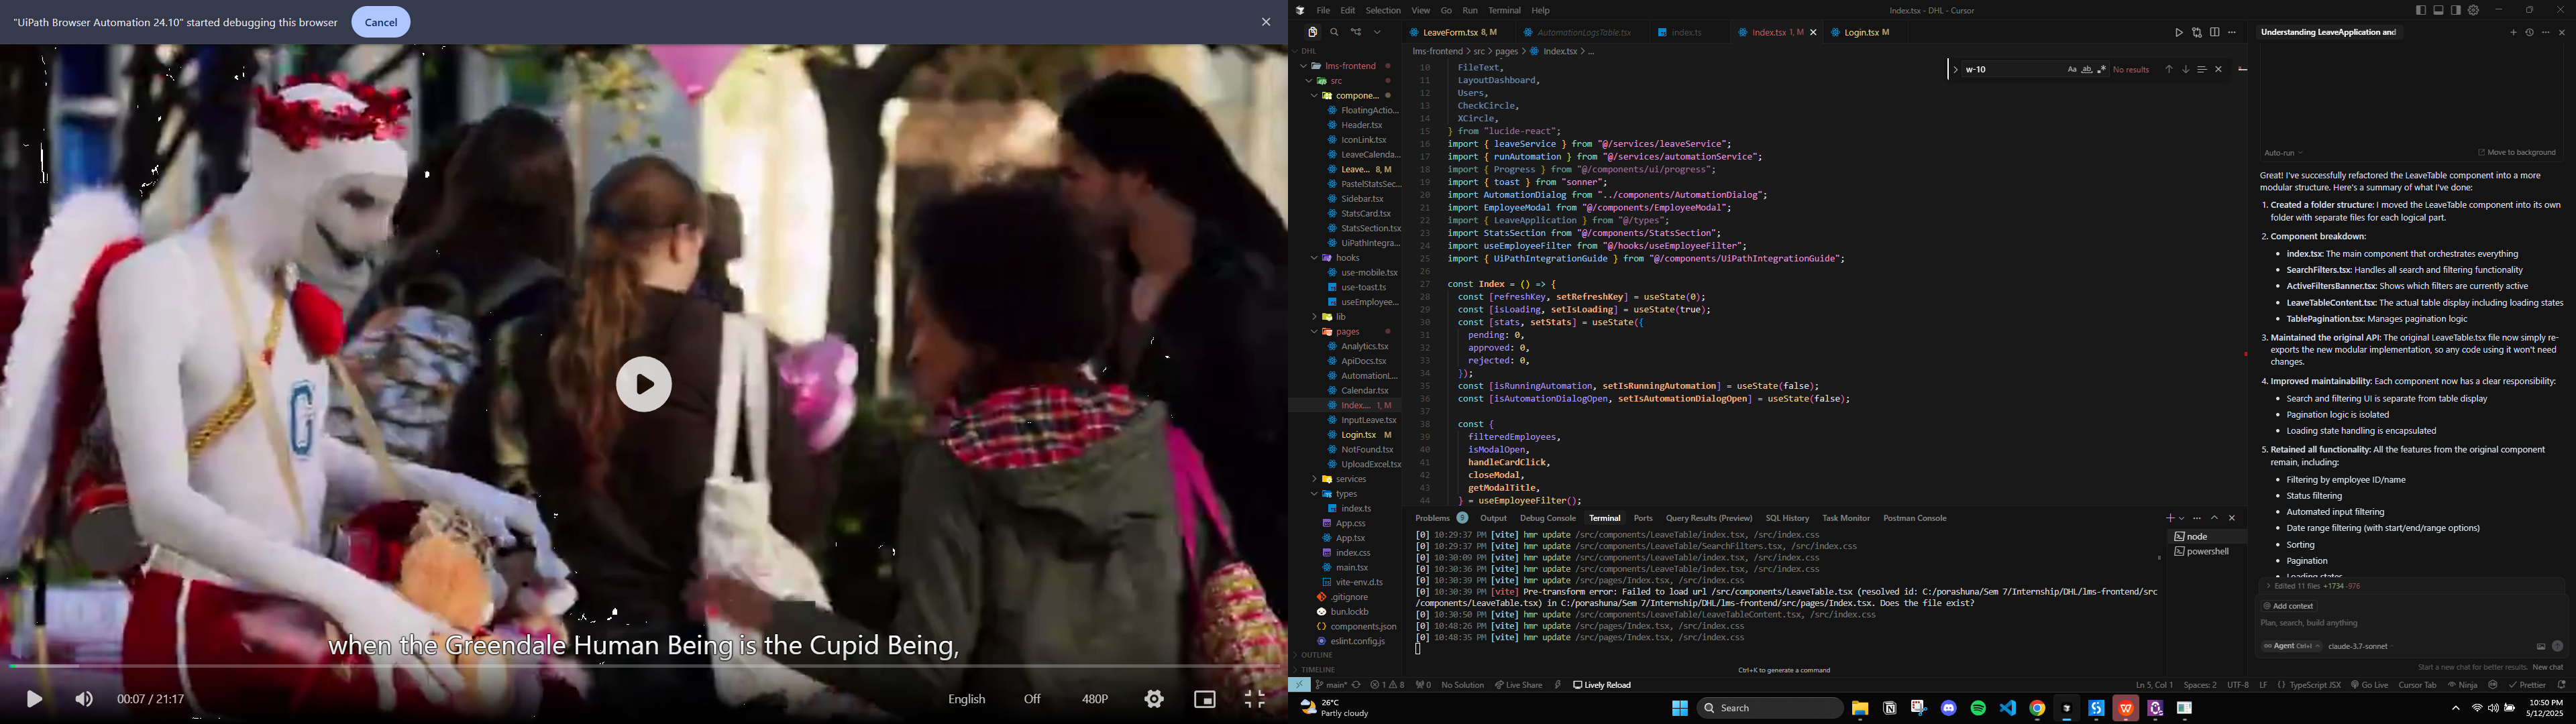 "UiPath Browser Automation 24.10" started debugging this browser
Cancel
when the Greendale Human Being is the Cupid Being,
00:07 / 21:17
English
Off
480P
File Edit Selection View Go Run Terminal Help
Index.tsx - DHL - Cursor
DHL
lms-frontend
src
compone...
FloatingActio...
Header.tsx
IconLink.tsx
LeaveCalenda...
Leave... 8, M
PastelStatsSec...
Sidebar.tsx
StatsCard.tsx
StatsSection.tsx
UiPathIntegra...
hooks
use-mobile.tsx
use-toast.ts
useEmployee...
lib
pages
Analytics.tsx
ApiDocs.tsx
AutomationL...
Calendar.tsx
Index.... 1, M
InputLeave.tsx
Login.tsx M
NotFound.tsx
UploadExcel.tsx
services
types
index.ts
App.css
App.tsx
index.css
main.tsx
vite-env.d.ts
.gitignore
bun.lockb
components.json
eslint.config.js
OUTLINE
TIMELINE
LeaveForm.tsx 8, M
AutomationLogsTable.tsx
index.ts
Index.tsx 1, M
Login.tsx M
lms-frontend > src > pages > Index.tsx > ...
w-10
Aa ab .* No results
10 FileText,
11 LayoutDashboard,
12 Users,
13 CheckCircle,
14 XCircle,
15 } from "lucide-react";
16 import { leaveService } from "@/services/leaveService";
17 import { runAutomation } from "@/services/automationService";
18 import { Progress } from "@/components/ui/progress";
19 import { toast } from "sonner";
20 import AutomationDialog from "../components/AutomationDialog";
21 import EmployeeModal from "@/components/EmployeeModal";
22 import { LeaveApplication } from "@/types";
23 import StatsSection from "@/components/StatsSection";
24 import useEmployeeFilter from "@/hooks/useEmployeeFilter";
25 import { UiPathIntegrationGuide } from "@/components/UiPathIntegrationGuide";
26
27 const Index = () => {
28 const [refreshKey, setRefreshKey] = useState(0);
29 const [isLoading, setIsLoading] = useState(true);
30 const [stats, setStats] = useState({
31 pending: 0,
32 approved: 0,
33 rejected: 0,
34 });
35 const [isRunningAutomation, setIsRunningAutomation] = useState(false);
36 const [isAutomationDialogOpen, setIsAutomationDialogOpen] = useState(false);
37
38 const {
39 filteredEmployees,
40 isModalOpen,
41 handleCardClick,
42 closeModal,
43 getModalTitle,
44 } = useEmployeeFilter();
Problems 9 Output Debug Console Terminal Ports Query Results (Preview) SQL History Task Monitor Postman Console
[0] 10:29:37 PM [vite] hmr update /src/components/LeaveTable/index.tsx, /src/index.css
[0] 10:29:37 PM [vite] hmr update /src/components/LeaveTable/SearchFilters.tsx, /src/index.css
[0] 10:30:09 PM [vite] hmr update /src/components/LeaveTable/index.tsx, /src/index.css
[0] 10:30:36 PM [vite] hmr update /src/components/LeaveTable/index.tsx, /src/index.css
[0] 10:30:39 PM [vite] hmr update /src/pages/Index.tsx, /src/index.css
[0] 10:30:39 PM [vite] Pre-transform error: Failed to load url /src/components/LeaveTable.tsx (resolved id: C:/porashuna/Sem 7/Internship/DHL/lms-frontend/src
/components/LeaveTable.tsx) in C:/porashuna/Sem 7/Internship/DHL/lms-frontend/src/pages/Index.tsx. Does the file exist?
[0] 10:30:50 PM [vite] hmr update /src/components/LeaveTable/LeaveTableContent.tsx, /src/index.css
[0] 10:48:26 PM [vite] hmr update /src/pages/Index.tsx, /src/index.css
[0] 10:48:35 PM [vite] hmr update /src/pages/Index.tsx, /src/index.css
Ctrl+K to generate a command
node
powershell
Understanding LeaveApplication and
Auto-run
Move to background
Great! I've successfully refactored the LeaveTable component into a more
modular structure. Here's a summary of what I've done:
1. Created a folder structure: I moved the LeaveTable component into its own
folder with separate files for each logical part.
2. Component breakdown:
index.tsx: The main component that orchestrates everything
SearchFilters.tsx: Handles all search and filtering functionality
ActiveFiltersBanner.tsx: Shows which filters are currently active
LeaveTableContent.tsx: The actual table display including loading states
TablePagination.tsx: Manages pagination logic
3. Maintained the original API: The original LeaveTable.tsx file now simply re-
exports the new modular implementation, so any code using it won't need
changes.
4. Improved maintainability: Each component now has a clear responsibility:
Search and filtering UI is separate from table display
Pagination logic is isolated
Loading state handling is encapsulated
5. Retained all functionality: All the features from the original component
remain, including:
Filtering by employee ID/name
Status filtering
Automated input filtering
Date range filtering (with start/end/range options)
Sorting
Pagination
Loading states
Edited 11 files +1734 -976
@ Add context
Plan, search, build anything
Agent Ctrl+I
claude-3.7-sonnet
Start a new chat for better results. New chat
main*
1 8
0
No Solution
Live Share
Lively Reload
Ln 5, Col 1
Spaces: 2
UTF-8
LF
TypeScript JSX
Go Live
Cursor Tab
Ninja
Prettier
26°C
Partly cloudy
Search
10:50 PM
5/12/2025